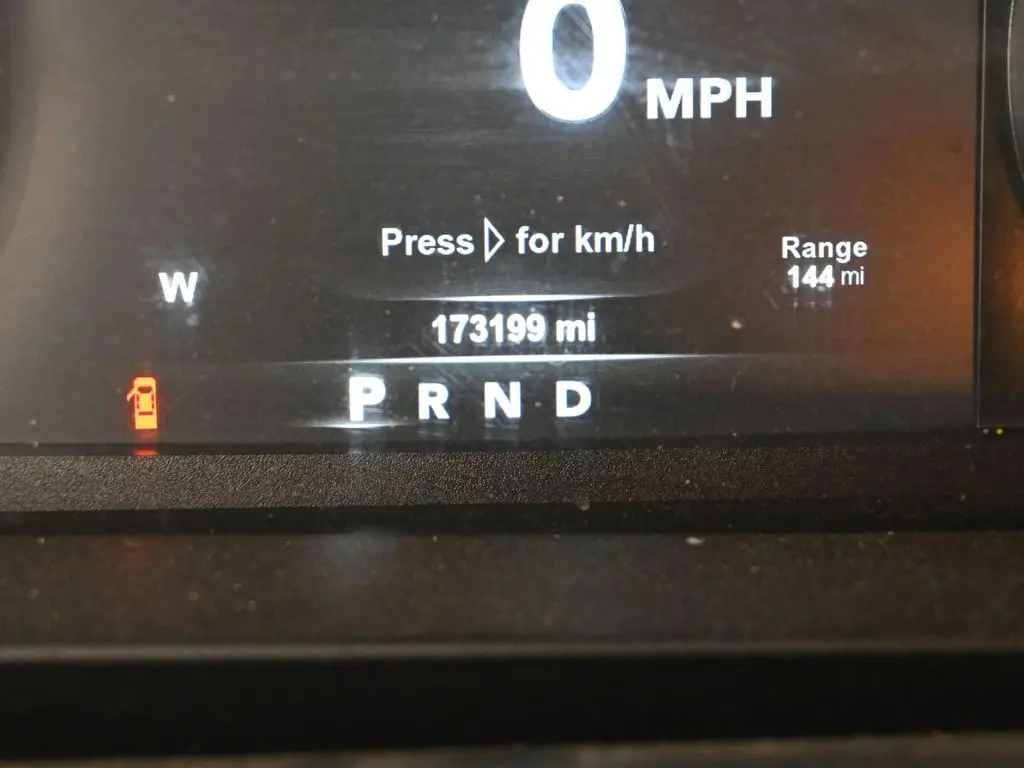 0 MPH
Press ▷ for km/h
Range
144 mi
W
173199 mi
P R N D